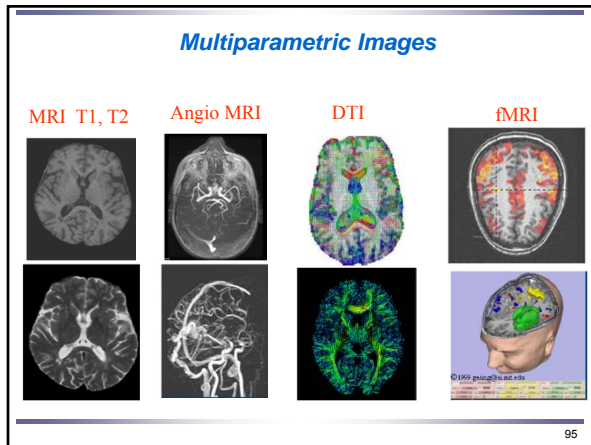 Multiparametric Images
MRI T1, T2
Angio MRI
DTI
fMRI
95